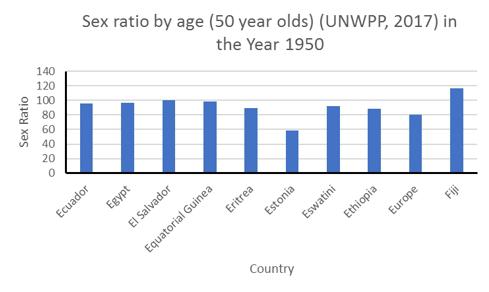 Sex ratio by age (50 year olds) (UNWPP, 2017) in
the Year 1950
140
120
100
80
60
40
20
0
Sex Ratio
Ecuador
Egypt
El Salvador
Equatorial Guinea
Eritrea
Estonia
Eswatini
Ethiopia
Europe
Fiji
Country